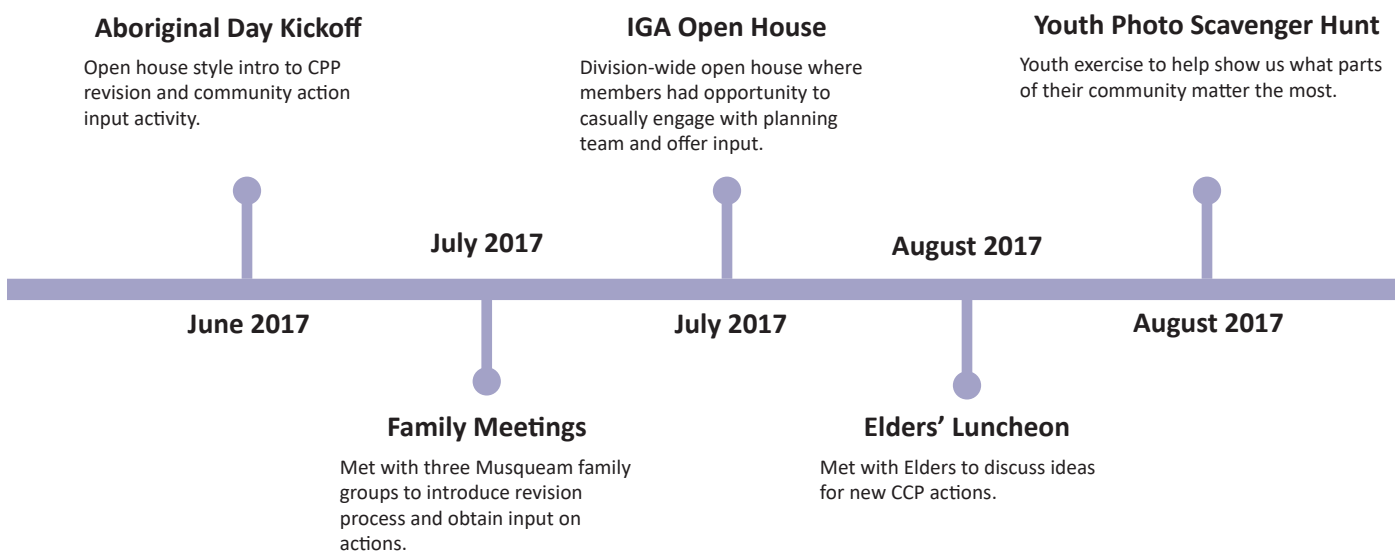 Aboriginal Day Kickoff
Open house style intro to CPP
revision and community action
input activity.
IGA Open House
Division-wide open house where
members had opportunity to
casually engage with planning
team and offer input.
Youth Photo Scavenger Hunt
Youth exercise to help show us what parts
of their community matter the most.
July 2017
August 2017
June 2017
July 2017
August 2017
Family Meetings
Met with three Musqueam family
groups to introduce revision
process and obtain input on
actions.
Elders’ Luncheon
Met with Elders to discuss ideas
for new CCP actions.